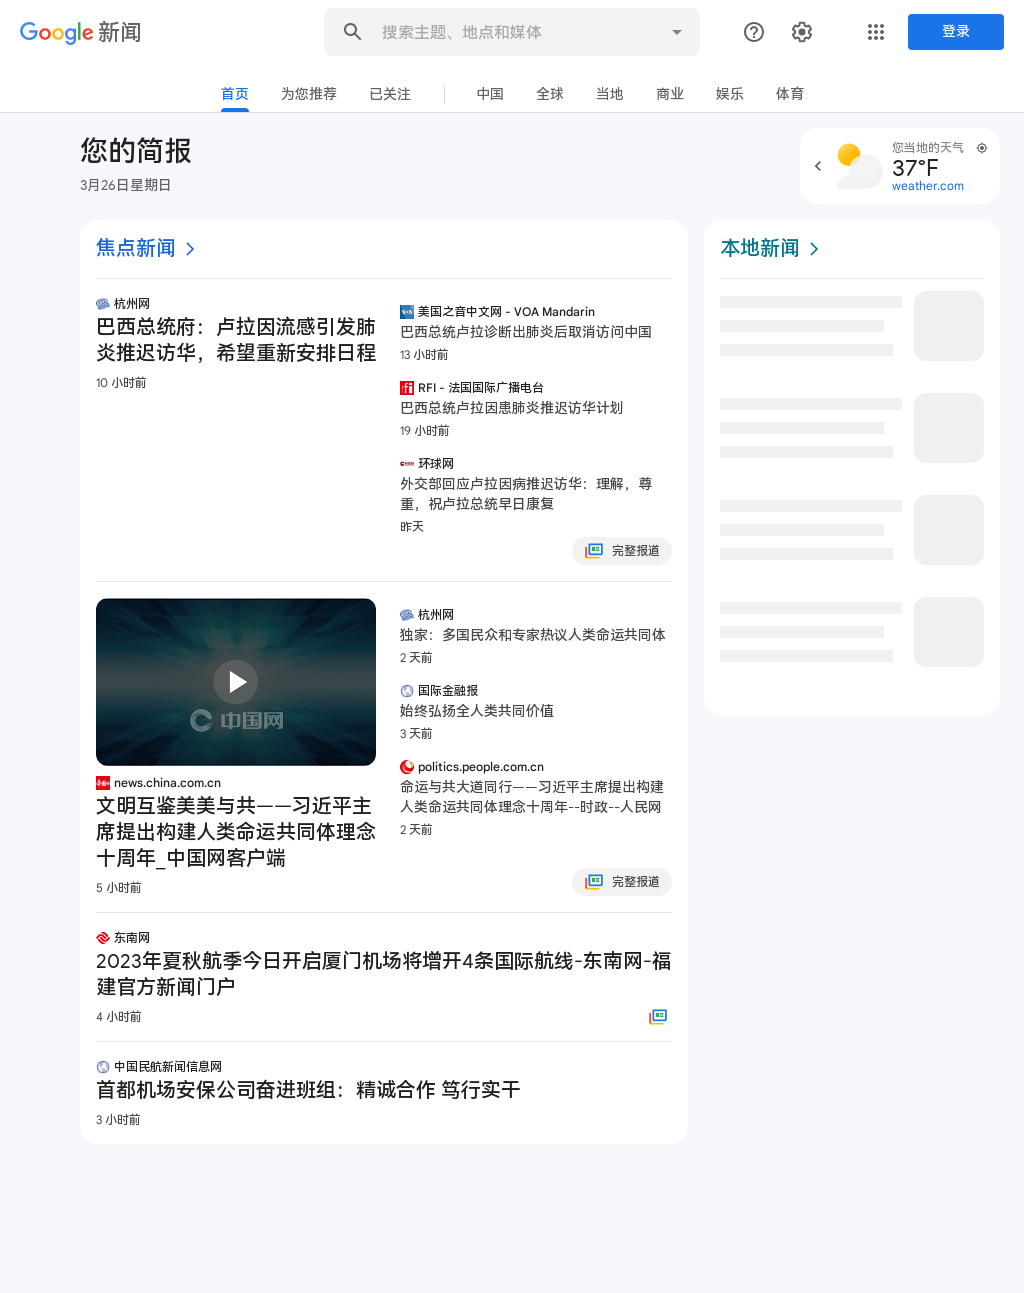 Google 新闻
搜索主题、地点和媒体
登录
首页
为您推荐
已关注
中国
全球
当地
商业
娱乐
体育
您的简报
3月26日星期日
您当地的天气
37°F
weather.com
焦点新闻
杭州网
巴西总统府：卢拉因流感引发肺
炎推迟访华，希望重新安排日程
10 小时前
美国之音中文网 - VOA Mandarin
巴西总统卢拉诊断出肺炎后取消访问中国
13 小时前
RFI - 法国国际广播电台
巴西总统卢拉因患肺炎推迟访华计划
19 小时前
环球网
外交部回应卢拉因病推迟访华：理解，尊
重，祝卢拉总统早日康复
昨天
完整报道
中国网
news.china.com.cn
文明互鉴美美与共——习近平主
席提出构建人类命运共同体理念
十周年_中国网客户端
5 小时前
杭州网
独家：多国民众和专家热议人类命运共同体
2 天前
国际金融报
始终弘扬全人类共同价值
3 天前
politics.people.com.cn
命运与共大道同行——习近平主席提出构建
人类命运共同体理念十周年--时政--人民网
2 天前
完整报道
东南网
2023年夏秋航季今日开启厦门机场将增开4条国际航线-东南网-福
建官方新闻门户
4 小时前
中国民航新闻信息网
首都机场安保公司奋进班组：精诚合作 笃行实干
3 小时前
本地新闻